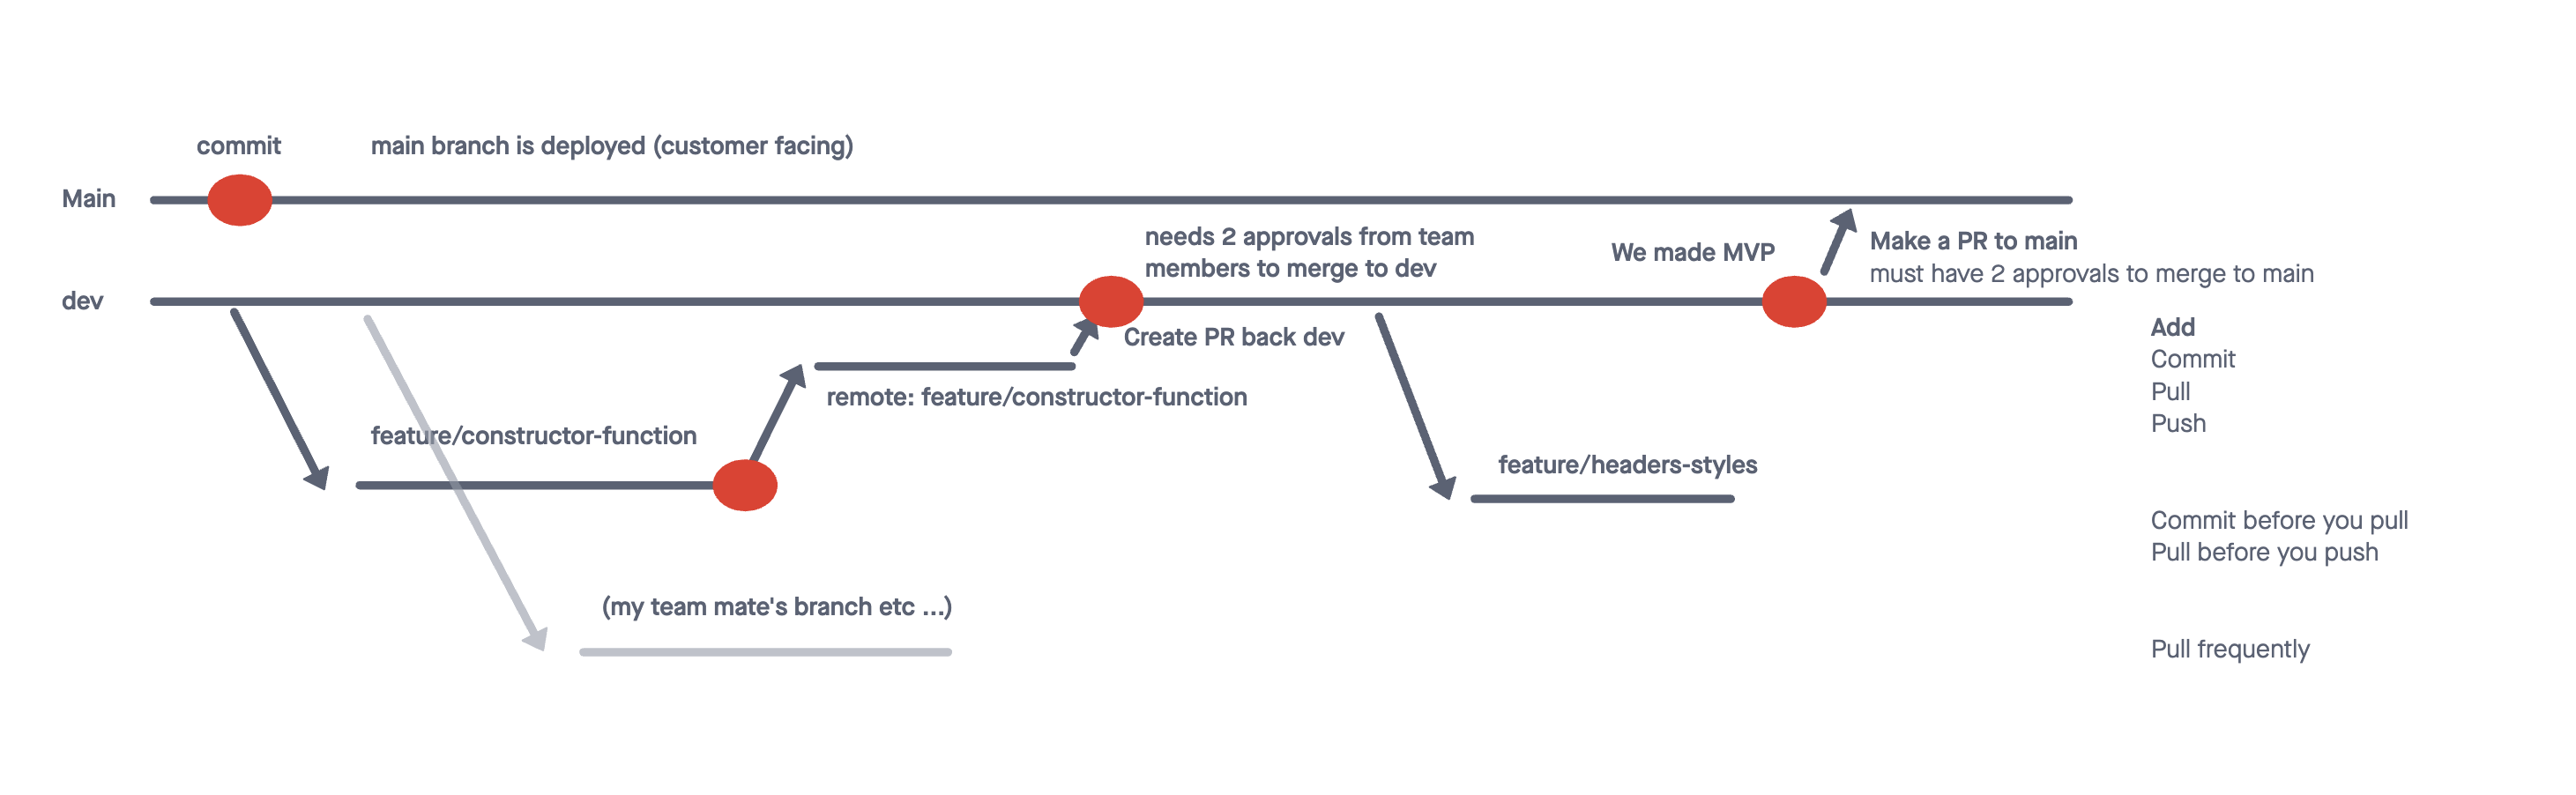 commit
main branch is deployed (customer facing)
Main
needs 2 approvals from team
members to merge to dev
We made MVP
Make a PR to main
must have 2 approvals to merge to main
dev
Create PR back dev
Add
Commit
Pull
Push
remote: feature/constructor-function
feature/constructor-function
feature/headers-styles
Commit before you pull
Pull before you push
(my team mate's branch etc ...)
Pull frequently